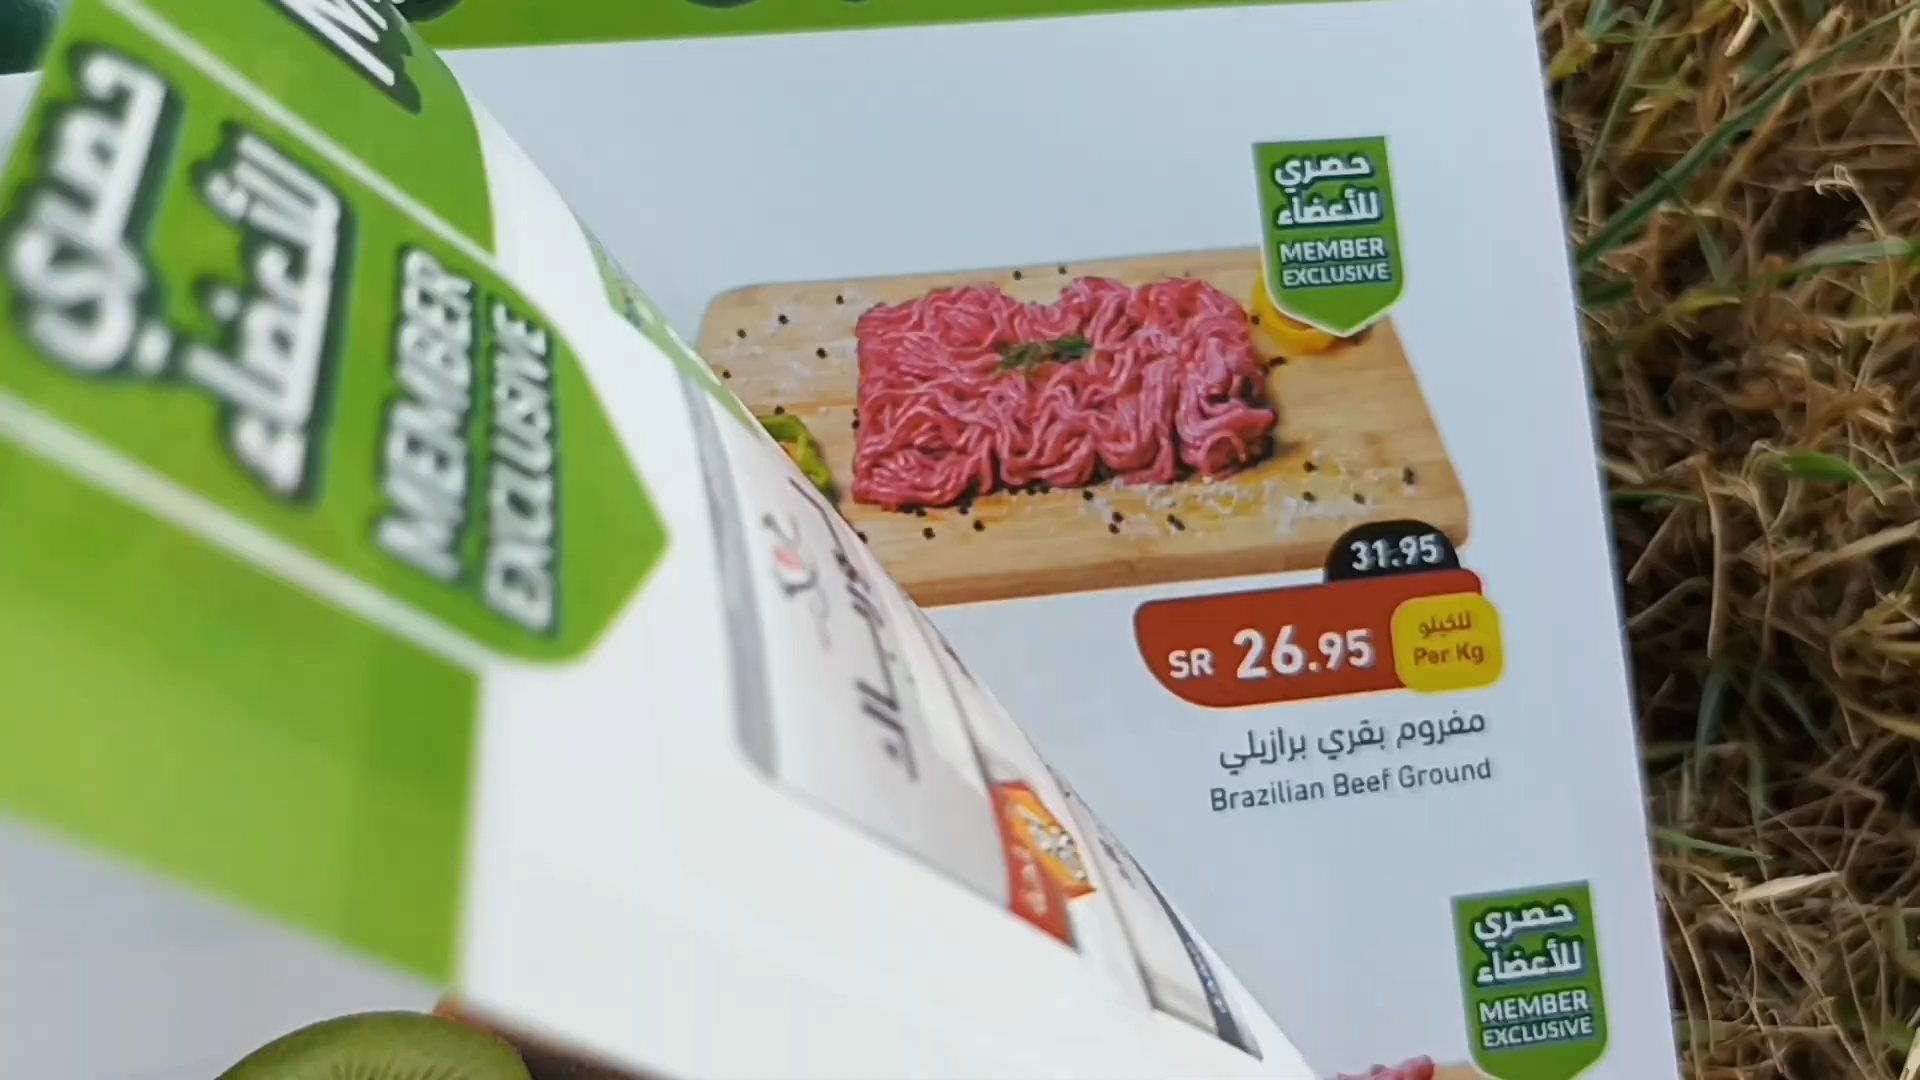 حصري
للأعضاء
MEMBER
EXCLUSIVE
حصري
للأعضاء
MEMBER
EXCLUSIVE
31.95
SR 26.95
للكيلو
Per Kg
مفروم بقري برازيلي
Brazilian Beef Ground
حصري
للأعضاء
MEMBER
EXCLUSIVE